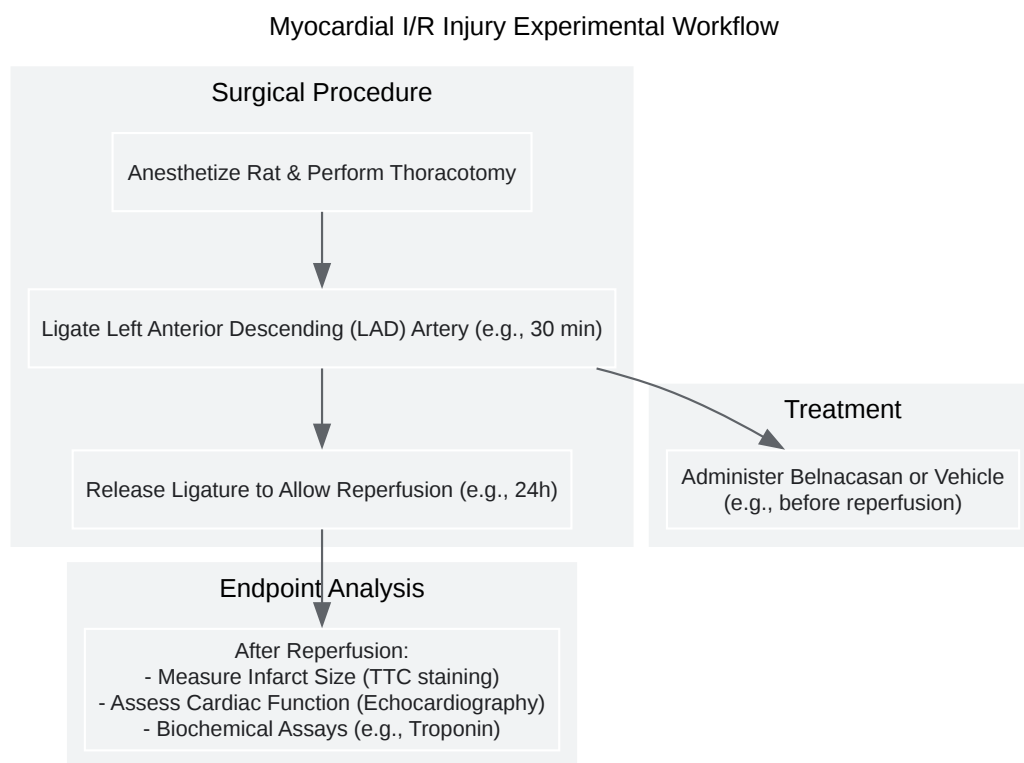 Myocardial I/R Injury Experimental Workflow
Surgical Procedure
Anesthetize Rat & Perform Thoracotomy
Ligate Left Anterior Descending (LAD) Artery (e.g., 30 min)
Release Ligature to Allow Reperfusion (e.g., 24h)
Treatment
Administer Belnacasan or Vehicle
(e.g., before reperfusion)
Endpoint Analysis
After Reperfusion:
- Measure Infarct Size (TTC staining)
- Assess Cardiac Function (Echocardiography)
- Biochemical Assays (e.g., Troponin)